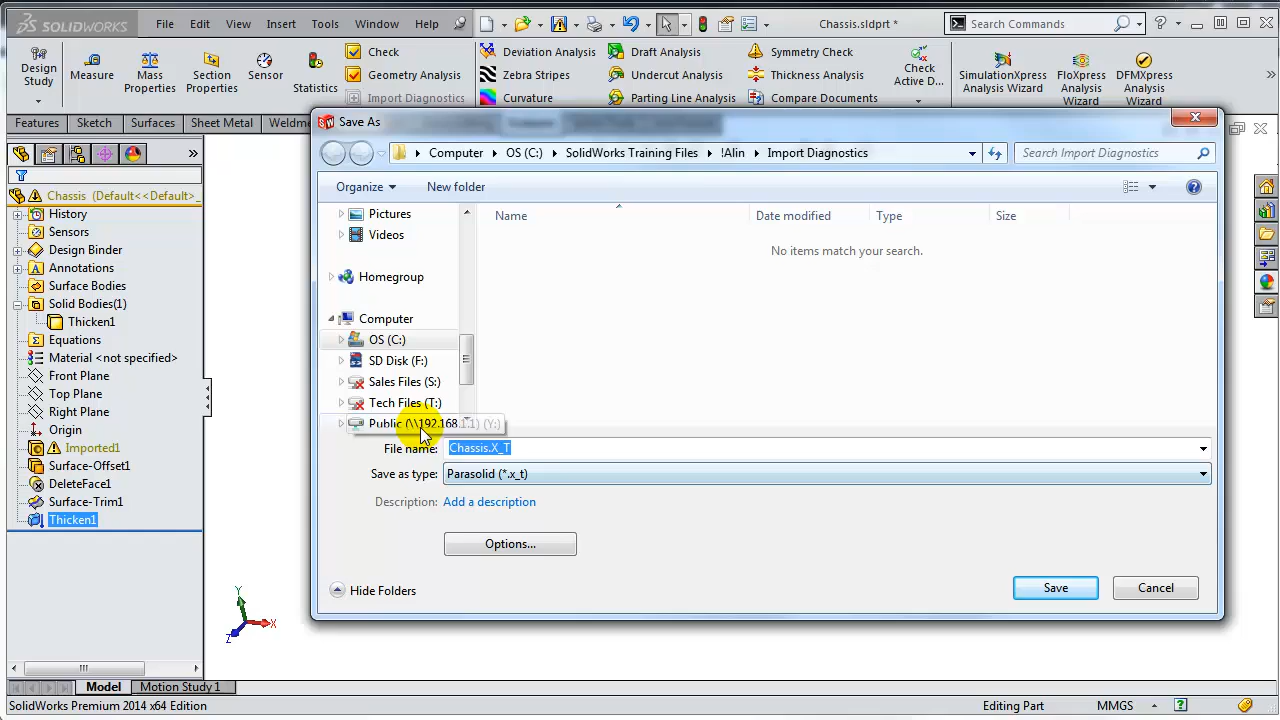 SOLIDWORKS File Edit View Insert Tools Window Help Chassis.sldprt * Search Commands
Design Study Measure Mass Properties Section Properties Sensor Statistics
Check
Geometry Analysis
Import Diagnostics
Deviation Analysis
Zebra Stripes
Curvature
Draft Analysis
Undercut Analysis
Parting Line Analysis
Symmetry Check
Thickness Analysis
Compare Documents
Check Active D...
SimulationXpress Analysis Wizard
FloXpress Analysis Wizard
DFMXpress Analysis Wizard
Features Sketch Surfaces Sheet Metal Weldme
Chassis (Default<<Default>_
History
Sensors
Design Binder
Annotations
Surface Bodies
Solid Bodies(1)
Thicken1
Equations
Material <not specified>
Front Plane
Top Plane
Right Plane
Origin
Imported1
Surface-Offset1
DeleteFace1
Surface-Trim1
Thicken1
Save As
Computer OS (C:) SolidWorks Training Files !Alin Import Diagnostics Search Import Diagnostics
Organize New folder
Name Date modified Type Size
No items match your search.
Pictures
Videos
Homegroup
Computer
OS (C:)
SD Disk (F:)
Sales Files (S:)
Tech Files (T:)
Public (\\192.168.1.1) (Y:)
File name: Chassis.X_T
Save as type: Parasolid (*.x_t)
Description: Add a description
Options...
Hide Folders Save Cancel
Y
X
Z
Model Motion Study 1
SolidWorks Premium 2014 x64 Edition Editing Part MMGS